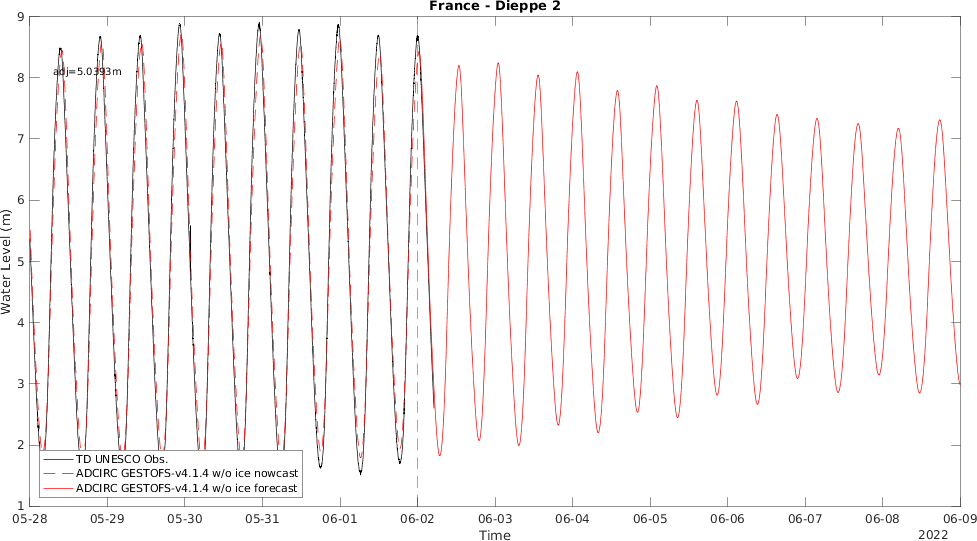 France - Dieppe 2
9
8
7
6
5
4
3
2
1
Water Level (m)
adj=5.0393m
TD UNESCO Obs.
ADCIRC GESTOFS-v4.1.4 w/o ice nowcast
ADCIRC GESTOFS-v4.1.4 w/o ice forecast
05-28 05-29 05-30 05-31 06-01 06-02 06-03 06-04 06-05 06-06 06-07 06-08 06-09
Time
2022